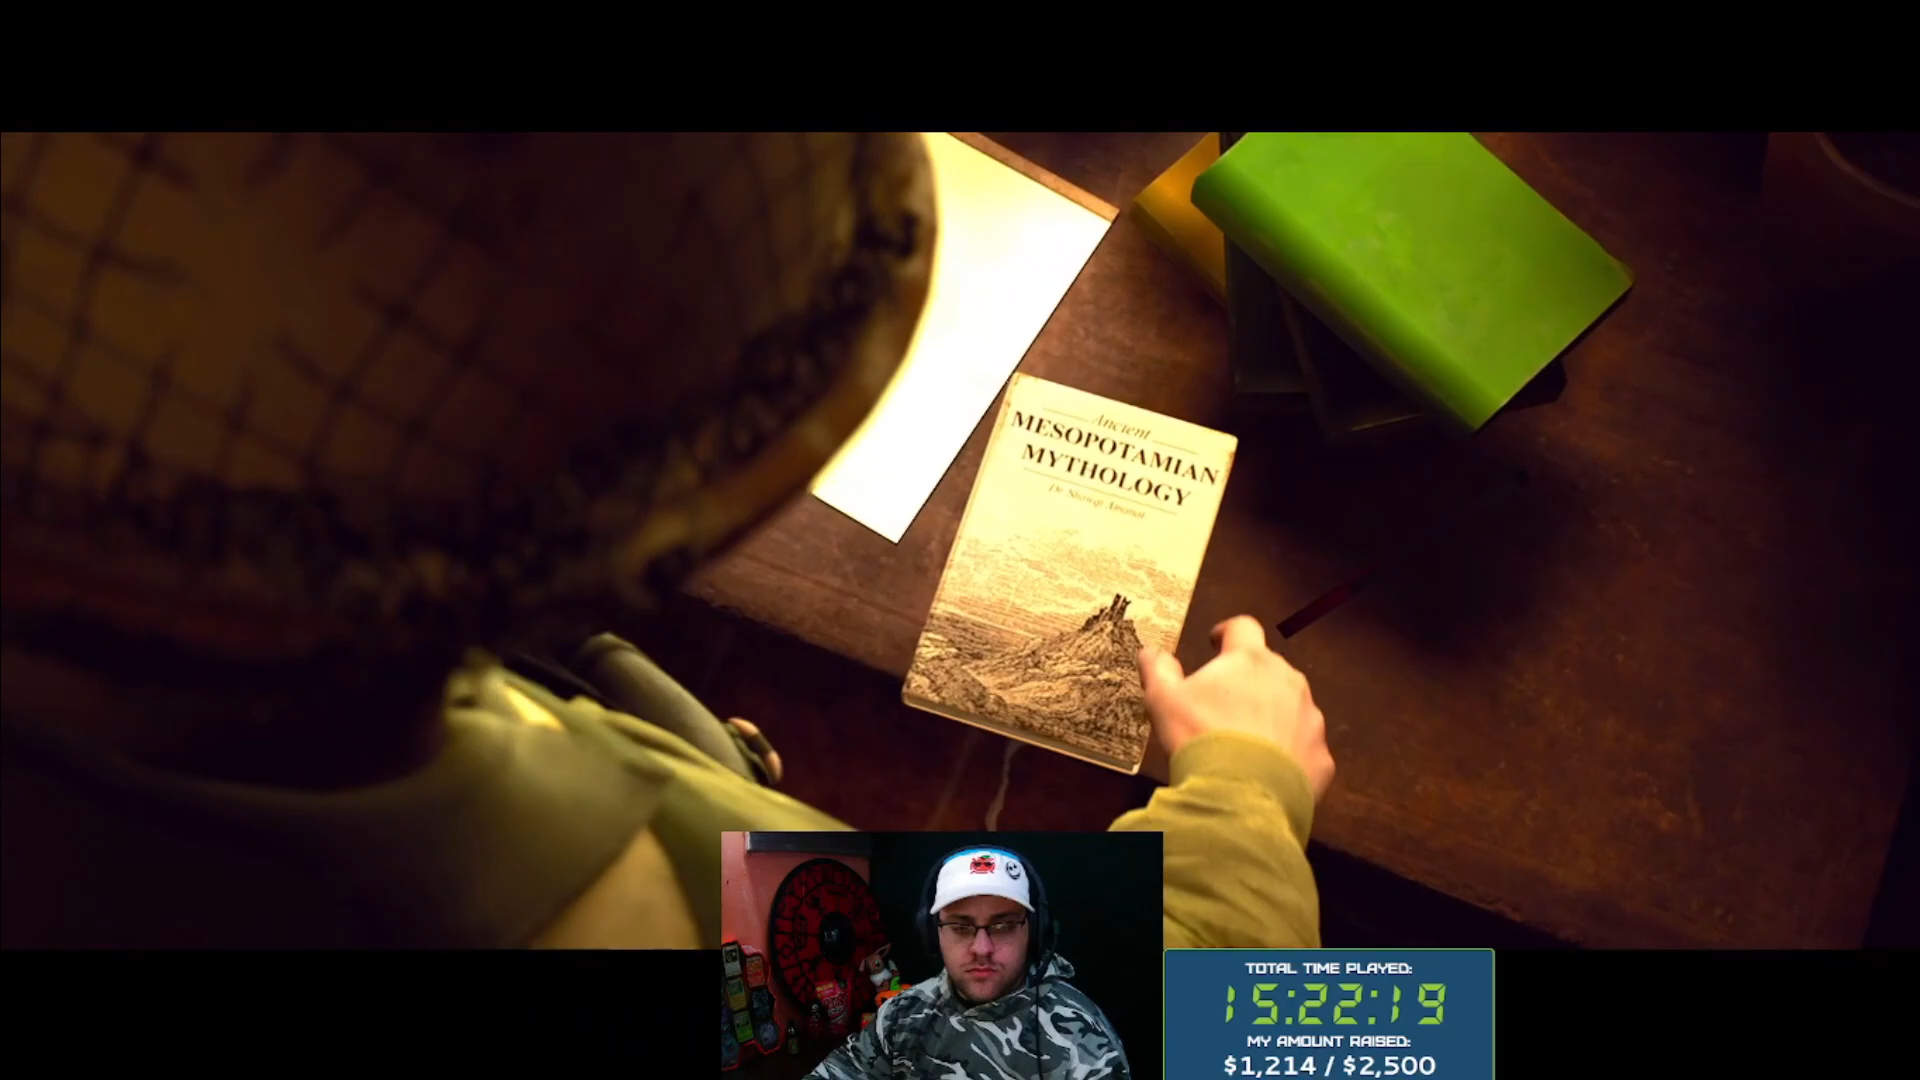 Ancient
MESOPOTAMIAN
MYTHOLOGY
TOTAL TIME PLAYED:
15:22:19
MY AMOUNT RAISED:
$1,214 / $2,500